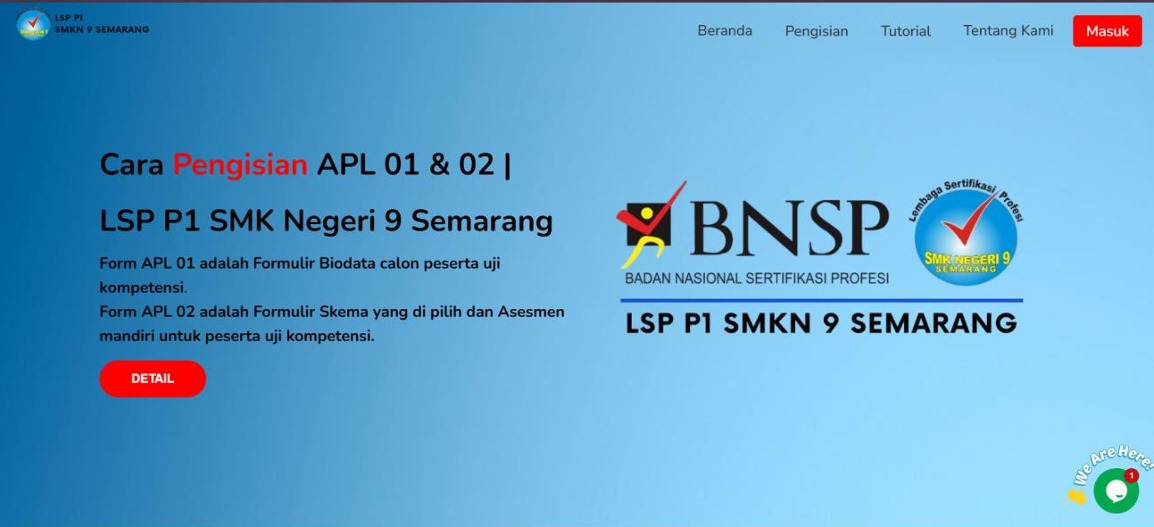 LSP P1
SMKN 9 SEMARANG
Beranda Pengisian Tutorial Tentang Kami Masuk
Cara Pengisian APL 01 & 02 |
LSP P1 SMK Negeri 9 Semarang
Form APL 01 adalah Formulir Biodata calon peserta uji
kompetensi.
Form APL 02 adalah Formulir Skema yang di pilih dan Asesmen
mandiri untuk peserta uji kompetensi.
DETAIL
BNSP
BADAN NASIONAL SERTIFIKASI PROFESI
Lembaga Sertifikasi Profesi
SMK NEGERI 9
SEMARANG
LSP P1 SMKN 9 SEMARANG
We Are Here!
1